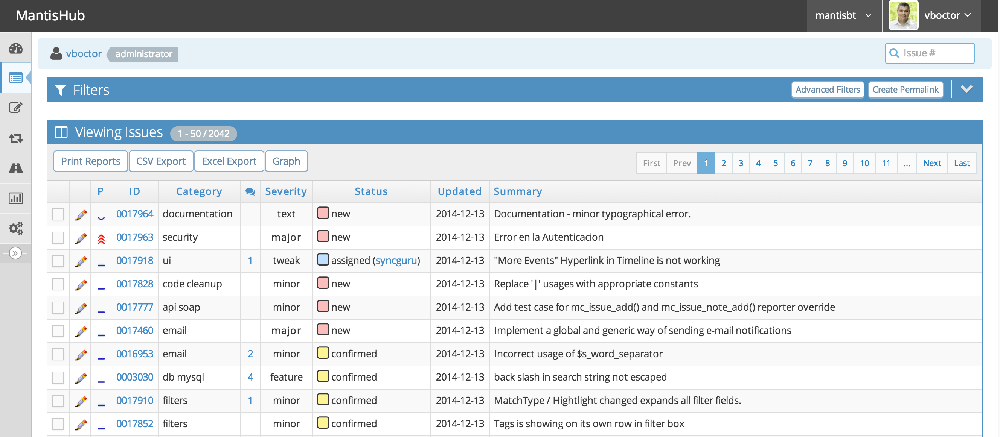 MantisHub mantisbt vboctor
vboctor administrator Issue #
Filters Advanced Filters Create Permalink
Viewing Issues 1 - 50 / 2042
Print Reports CSV Export Excel Export Graph First Prev 1 2 3 4 5 6 7 8 9 10 11 ... Next Last
P ID Category Severity Status Updated Summary
0017964 documentation text new 2014-12-13 Documentation - minor typographical error.
0017963 security major new 2014-12-13 Error en la Autenticacion
0017918 ui 1 tweak assigned (syncguru) 2014-12-13 "More Events" Hyperlink in Timeline is not working
0017828 code cleanup minor new 2014-12-13 Replace '|' usages with appropriate constants
0017777 api soap minor new 2014-12-13 Add test case for mc_issue_add() and mc_issue_note_add() reporter override
0017460 email major new 2014-12-13 Implement a global and generic way of sending e-mail notifications
0016953 email 2 minor confirmed 2014-12-13 Incorrect usage of $s_word_separator
0003030 db mysql 4 feature confirmed 2014-12-13 back slash in search string not escaped
0017910 filters 1 minor confirmed 2014-12-13 MatchType / Hightlight changed expands all filter fields.
0017852 filters minor confirmed 2014-12-13 Tags is showing on its own row in filter box